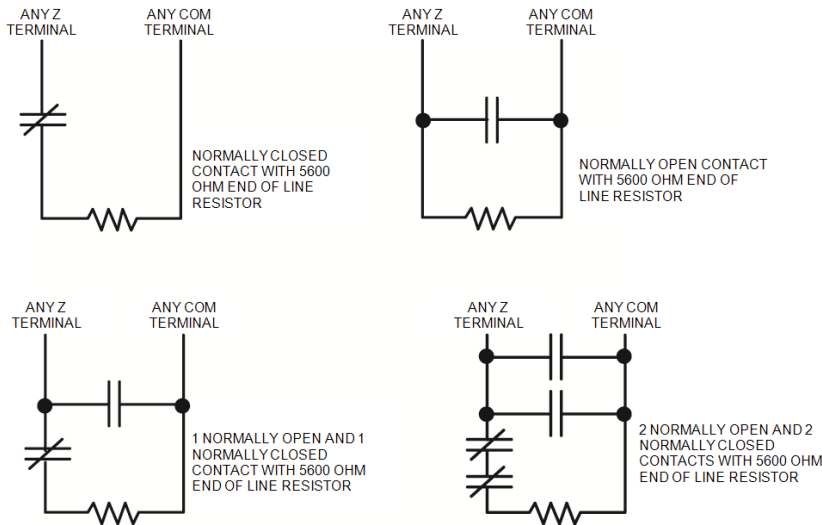 ANY Z
TERMINAL
ANY COM
TERMINAL
NORMALLY CLOSED
CONTACT WITH 5600
OHM END OF LINE
RESISTOR
ANY Z
TERMINAL
ANY COM
TERMINAL
NORMALLY OPEN CONTACT
WITH 5600 OHM END OF
LINE RESISTOR
ANY Z
TERMINAL
ANY COM
TERMINAL
1 NORMALLY OPEN AND 1
NORMALLY CLOSED
CONTACT WITH 5600 OHM
END OF LINE RESISTOR
ANY Z
TERMINAL
ANY COM
TERMINAL
2 NORMALLY OPEN AND 2
NORMALLY CLOSED
CONTACTS WITH 5600 OHM
END OF LINE RESISTOR